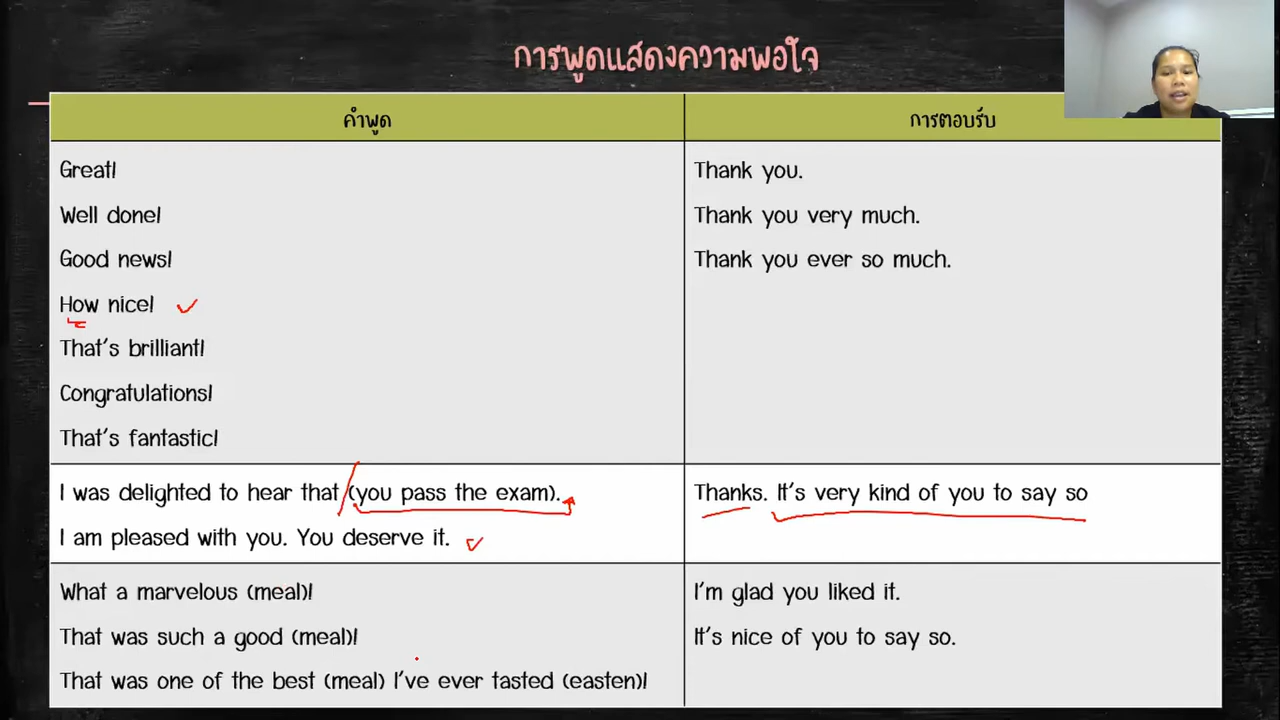 การพูดแสดงความพอใจ
คำพูด
การตอบรับ
Great!
Well done!
Good news!
How nice!
That's brilliant!
Congratulations!
That's fantastic!
Thank you.
Thank you very much.
Thank you ever so much.
I was delighted to hear that (you pass the exam).
I am pleased with you. You deserve it.
Thanks. It's very kind of you to say so
What a marvelous (meal)!
That was such a good (meal)!
That was one of the best (meal) I've ever tasted (easten)!
I'm glad you liked it.
It's nice of you to say so.